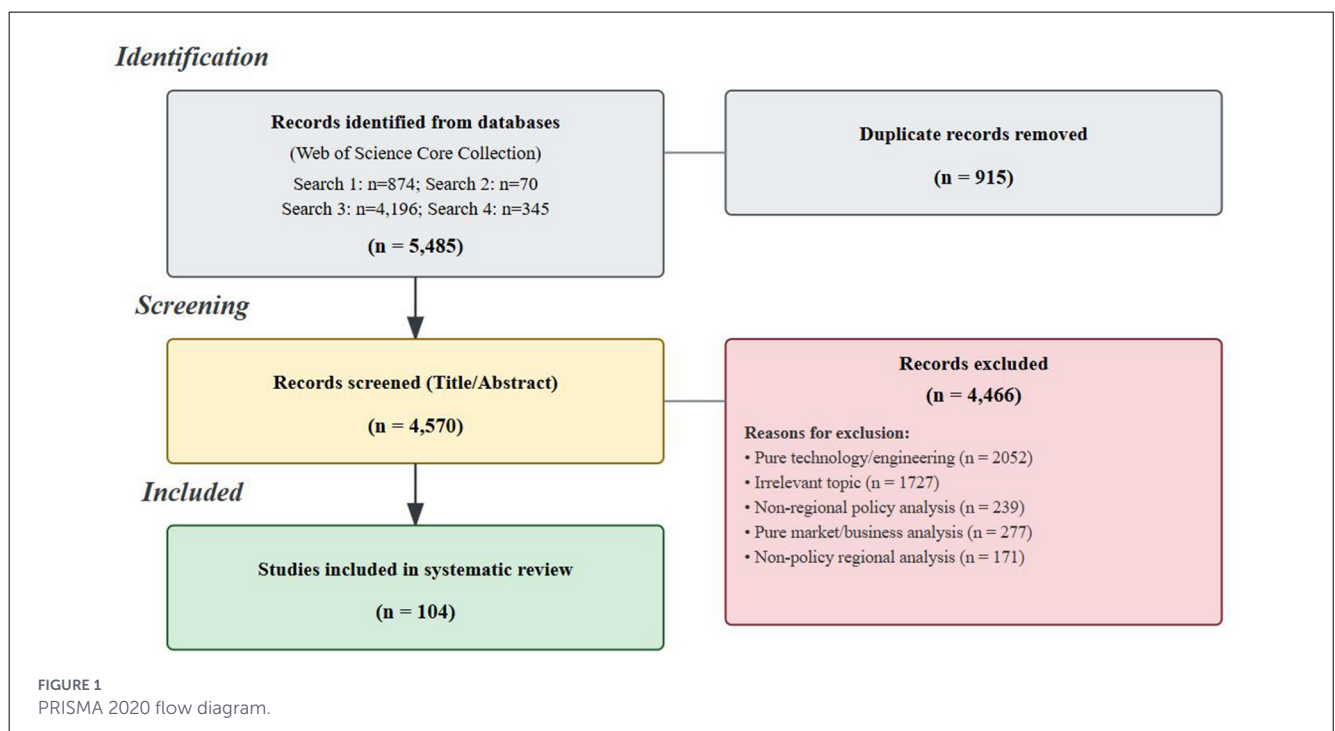 Identification
Records identified from databases
(Web of Science Core Collection)
Search 1: n=874; Search 2: n=70
Search 3: n=4,196; Search 4: n=345
(n = 5,485)
Duplicate records removed
(n = 915)
Screening
Records screened (Title/Abstract)
(n = 4,570)
Records excluded
(n = 4,466)
Reasons for exclusion:
• Pure technology/engineering (n = 2052)
• Irrelevant topic (n = 1727)
• Non-regional policy analysis (n = 239)
• Pure market/business analysis (n = 277)
• Non-policy regional analysis (n = 171)
Included
Studies included in systematic review
(n = 104)
FIGURE 1
PRISMA 2020 flow diagram.